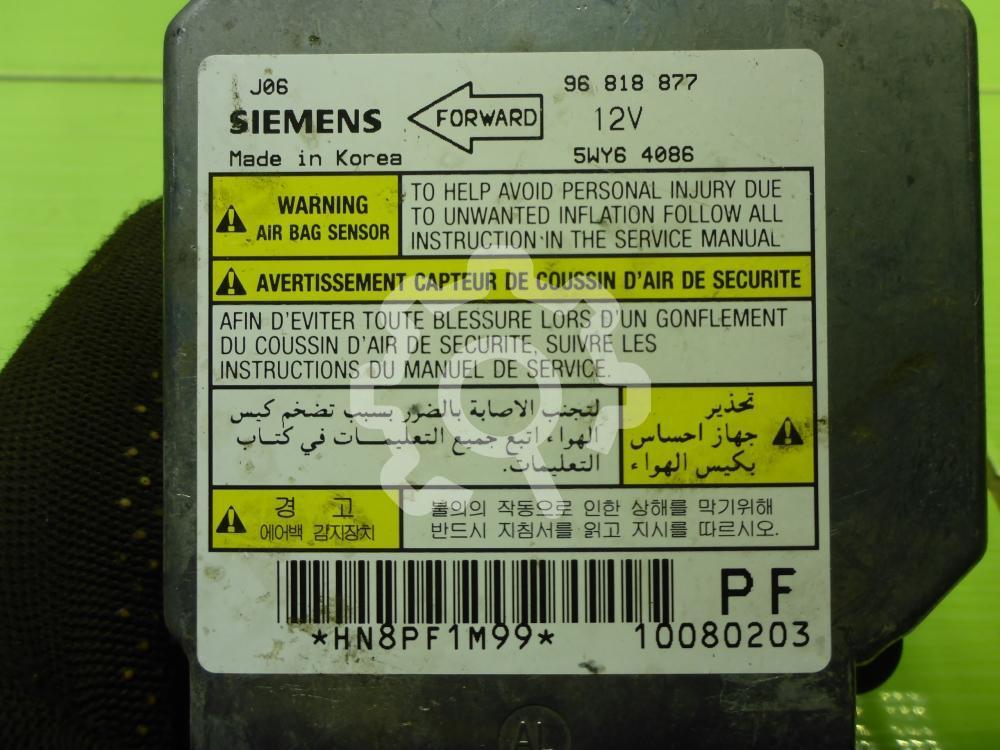 J06 96 818 877
SIEMENS FORWARD 12V
Made in Korea 5WY6 4086
WARNING
AIR BAG SENSOR
TO HELP AVOID PERSONAL INJURY DUE
TO UNWANTED INFLATION FOLLOW ALL
INSTRUCTION IN THE SERVICE MANUAL
AVERTISSEMENT CAPTEUR DE COUSSIN D'AIR DE SECURITE
AFIN D'EVITER TOUTE BLESSURE LORS D'UN GONFLEMENT
DU COUSSIN D'AIR DE SECURITE, SUIVRE LES
INSTRUCTIONS DU MANUEL DE SERVICE.
تحذير
جهاز احساس
بكيس الهواء
لتجنب الاصابة بالضرر بسبب تضخم كيس
الهواء اتبع جميع التعليمـــات في كتـاب
التعليمات.
경 고
에어백 감지장치
불의의 작동으로 인한 상해를 막기위해
반드시 지침서를 읽고 지시를 따르시오.
PF
*HN8PF1M99* 10080203
AL